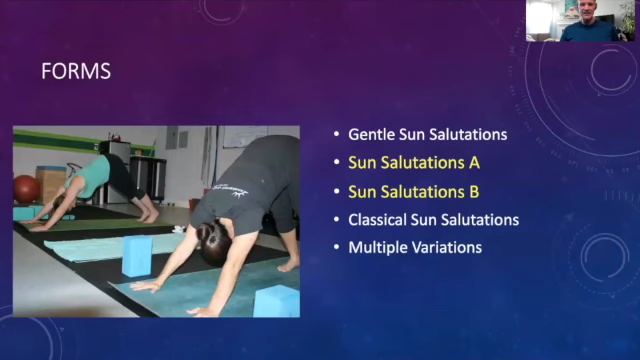 FORMS
• Gentle Sun Salutations
• Sun Salutations A
• Sun Salutations B
• Classical Sun Salutations
• Multiple Variations